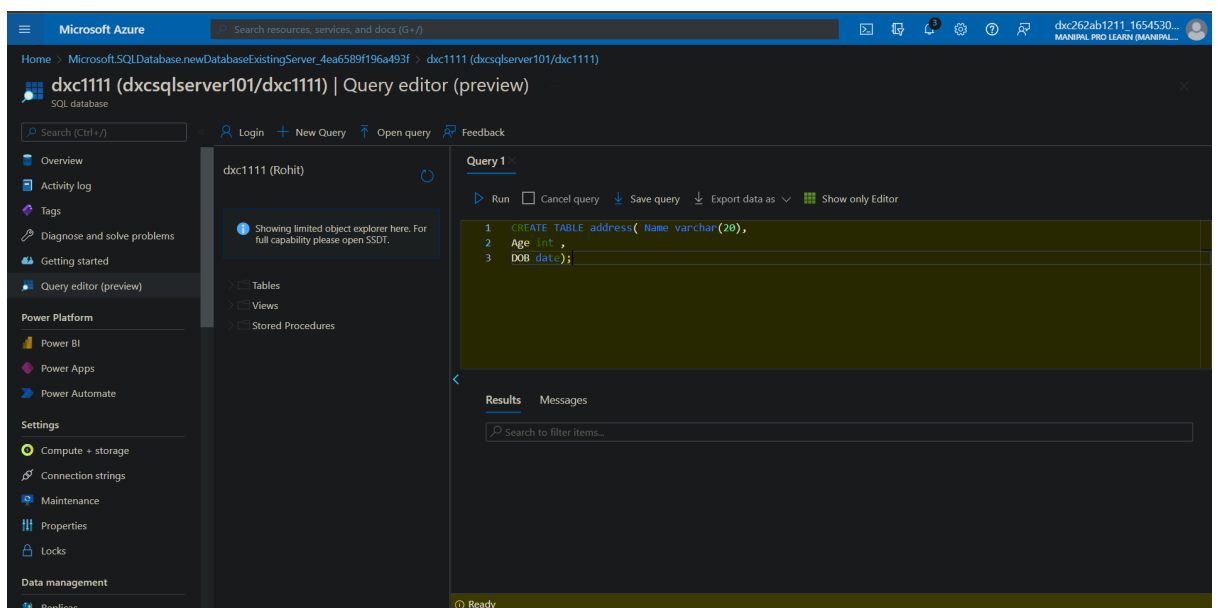 Microsoft Azure
Search resources, services, and docs (G+/)
3
dxc262ab1211_1654530...
MANIPAL PRO LEARN (MANIPAL...
Home > Microsoft.SQLDatabase.newDatabaseExistingServer_4ea6589f196a493f > dxc1111 (dxcsqlserver101/dxc1111)
dxc1111 (dxcsqlserver101/dxc1111) | Query editor (preview)
SQL database
Search (Ctrl+/)
Login
New Query
Open query
Feedback
Overview
Activity log
Tags
Diagnose and solve problems
Getting started
Query editor (preview)
Power Platform
Power BI
Power Apps
Power Automate
Settings
Compute + storage
Connection strings
Maintenance
Properties
Locks
Data management
Replicas
dxc1111 (Rohit)
Showing limited object explorer here. For
full capability please open SSDT.
Tables
Views
Stored Procedures
Query 1
Run
Cancel query
Save query
Export data as
Show only Editor
1 CREATE TABLE address( Name varchar(20),
2 Age int ,
3 DOB date);
Results
Messages
Search to filter items...
Ready